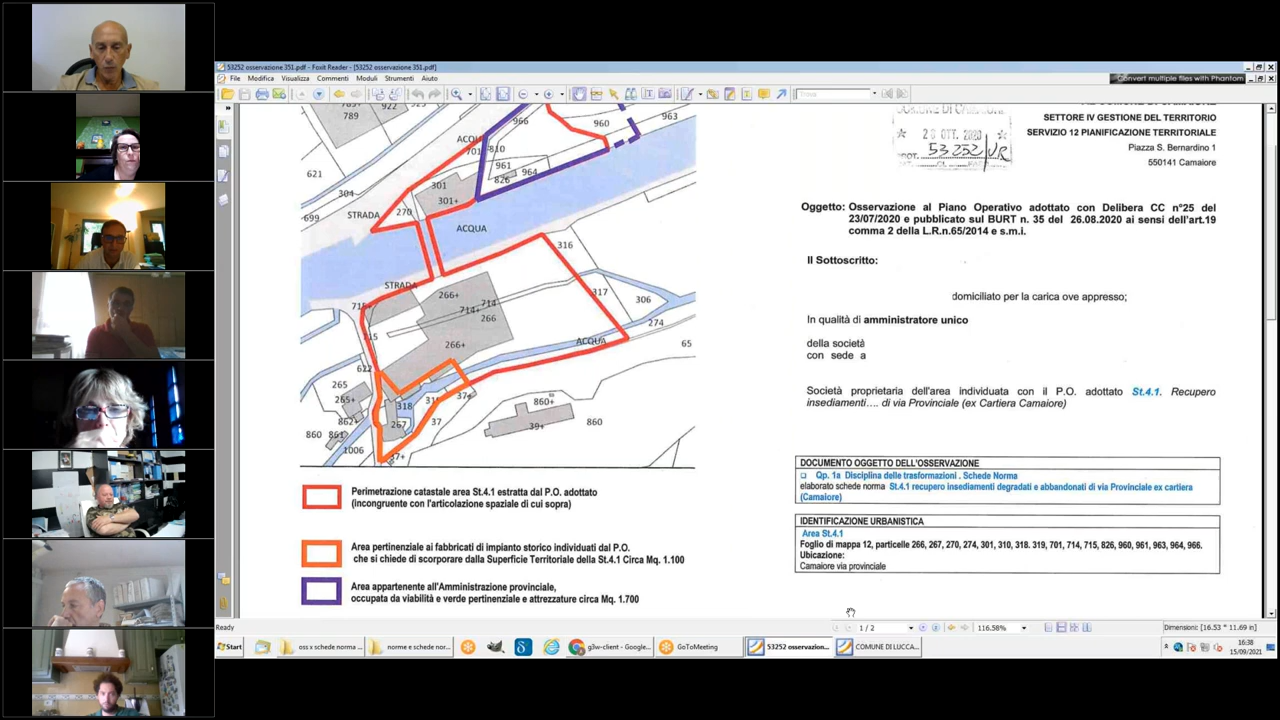 53252 osservazione 351.pdf - Foxit Reader - [53252 osservazione 351.pdf]
File Modifica Visualizza Commenti Moduli Strumenti Aiuto
Convert multiple files with Phantom
Trova
789+
922
325
966
960
963
ACQUA
701
810
961
621
826
964
304
301
699
STRADA
270
301+
ACQUA
316
STRADA
266+
317
714
306
715+
714+
266
274
715
ACQUA
266+
65
622
265
37+
265+
318
860+
862+
267
37
39+
860
860
861
1006
37+
Perimetrazione catastale area St.4.1 estratta dal P.O. adottato
(incongruente con l'articolazione spaziale di cui sopra)
Area pertinenziale ai fabbricati di impianto storico individuati dal P.O.
che si chiede di scorporare dalla Superficie Territoriale della St.4.1 Circa Mq. 1.100
Area appartenente all'Amministrazione provinciale,
occupata da viabilità e verde pertinenziale e attrezzature circa Mq. 1.700
SETTORE IV GESTIONE DEL TERRITORIO
SERVIZIO 12 PIANIFICAZIONE TERRITORIALE
Piazza S. Bernardino 1
550141 Camaiore
OTT. 2020
53252
Oggetto: Osservazione al Piano Operativo adottato con Delibera CC n°25 del
23/07/2020 e pubblicato sul BURT n. 35 del 26.08.2020 ai sensi dell'art.19
comma 2 della L.R.n.65/2014 e s.m.i.
Il Sottoscritto:
domiciliato per la carica ove appresso;
In qualità di amministratore unico
della società
con sede a
Società proprietaria dell'area individuata con il P.O. adottato St.4.1. Recupero
insediamenti.... di via Provinciale (ex Cartiera Camaiore)
DOCUMENTO OGGETTO DELL'OSSERVAZIONE
Qp. 1a Disciplina delle trasformazioni . Schede Norma
elaborato schede norma St.4.1 recupero insediamenti degradati e abbandonati di via Provinciale ex cartiera
(Camaiore)
IDENTIFICAZIONE URBANISTICA
Area St.4.1
Foglio di mappa 12, particelle 266, 267, 270, 274, 301, 310, 318. 319, 701, 714, 715, 826, 960, 961, 963, 964, 966.
Ubicazione:
Camaiore via provinciale
Ready
1 / 2
116.58%
Dimensioni: [16.53 * 11.69 in]
Start
oss x schede norma ...
norme e schede nor...
g3w-client - Google...
GoToMeeting
53252 osservazion...
COMUNE DI LUCCA...
16:38
15/09/2021